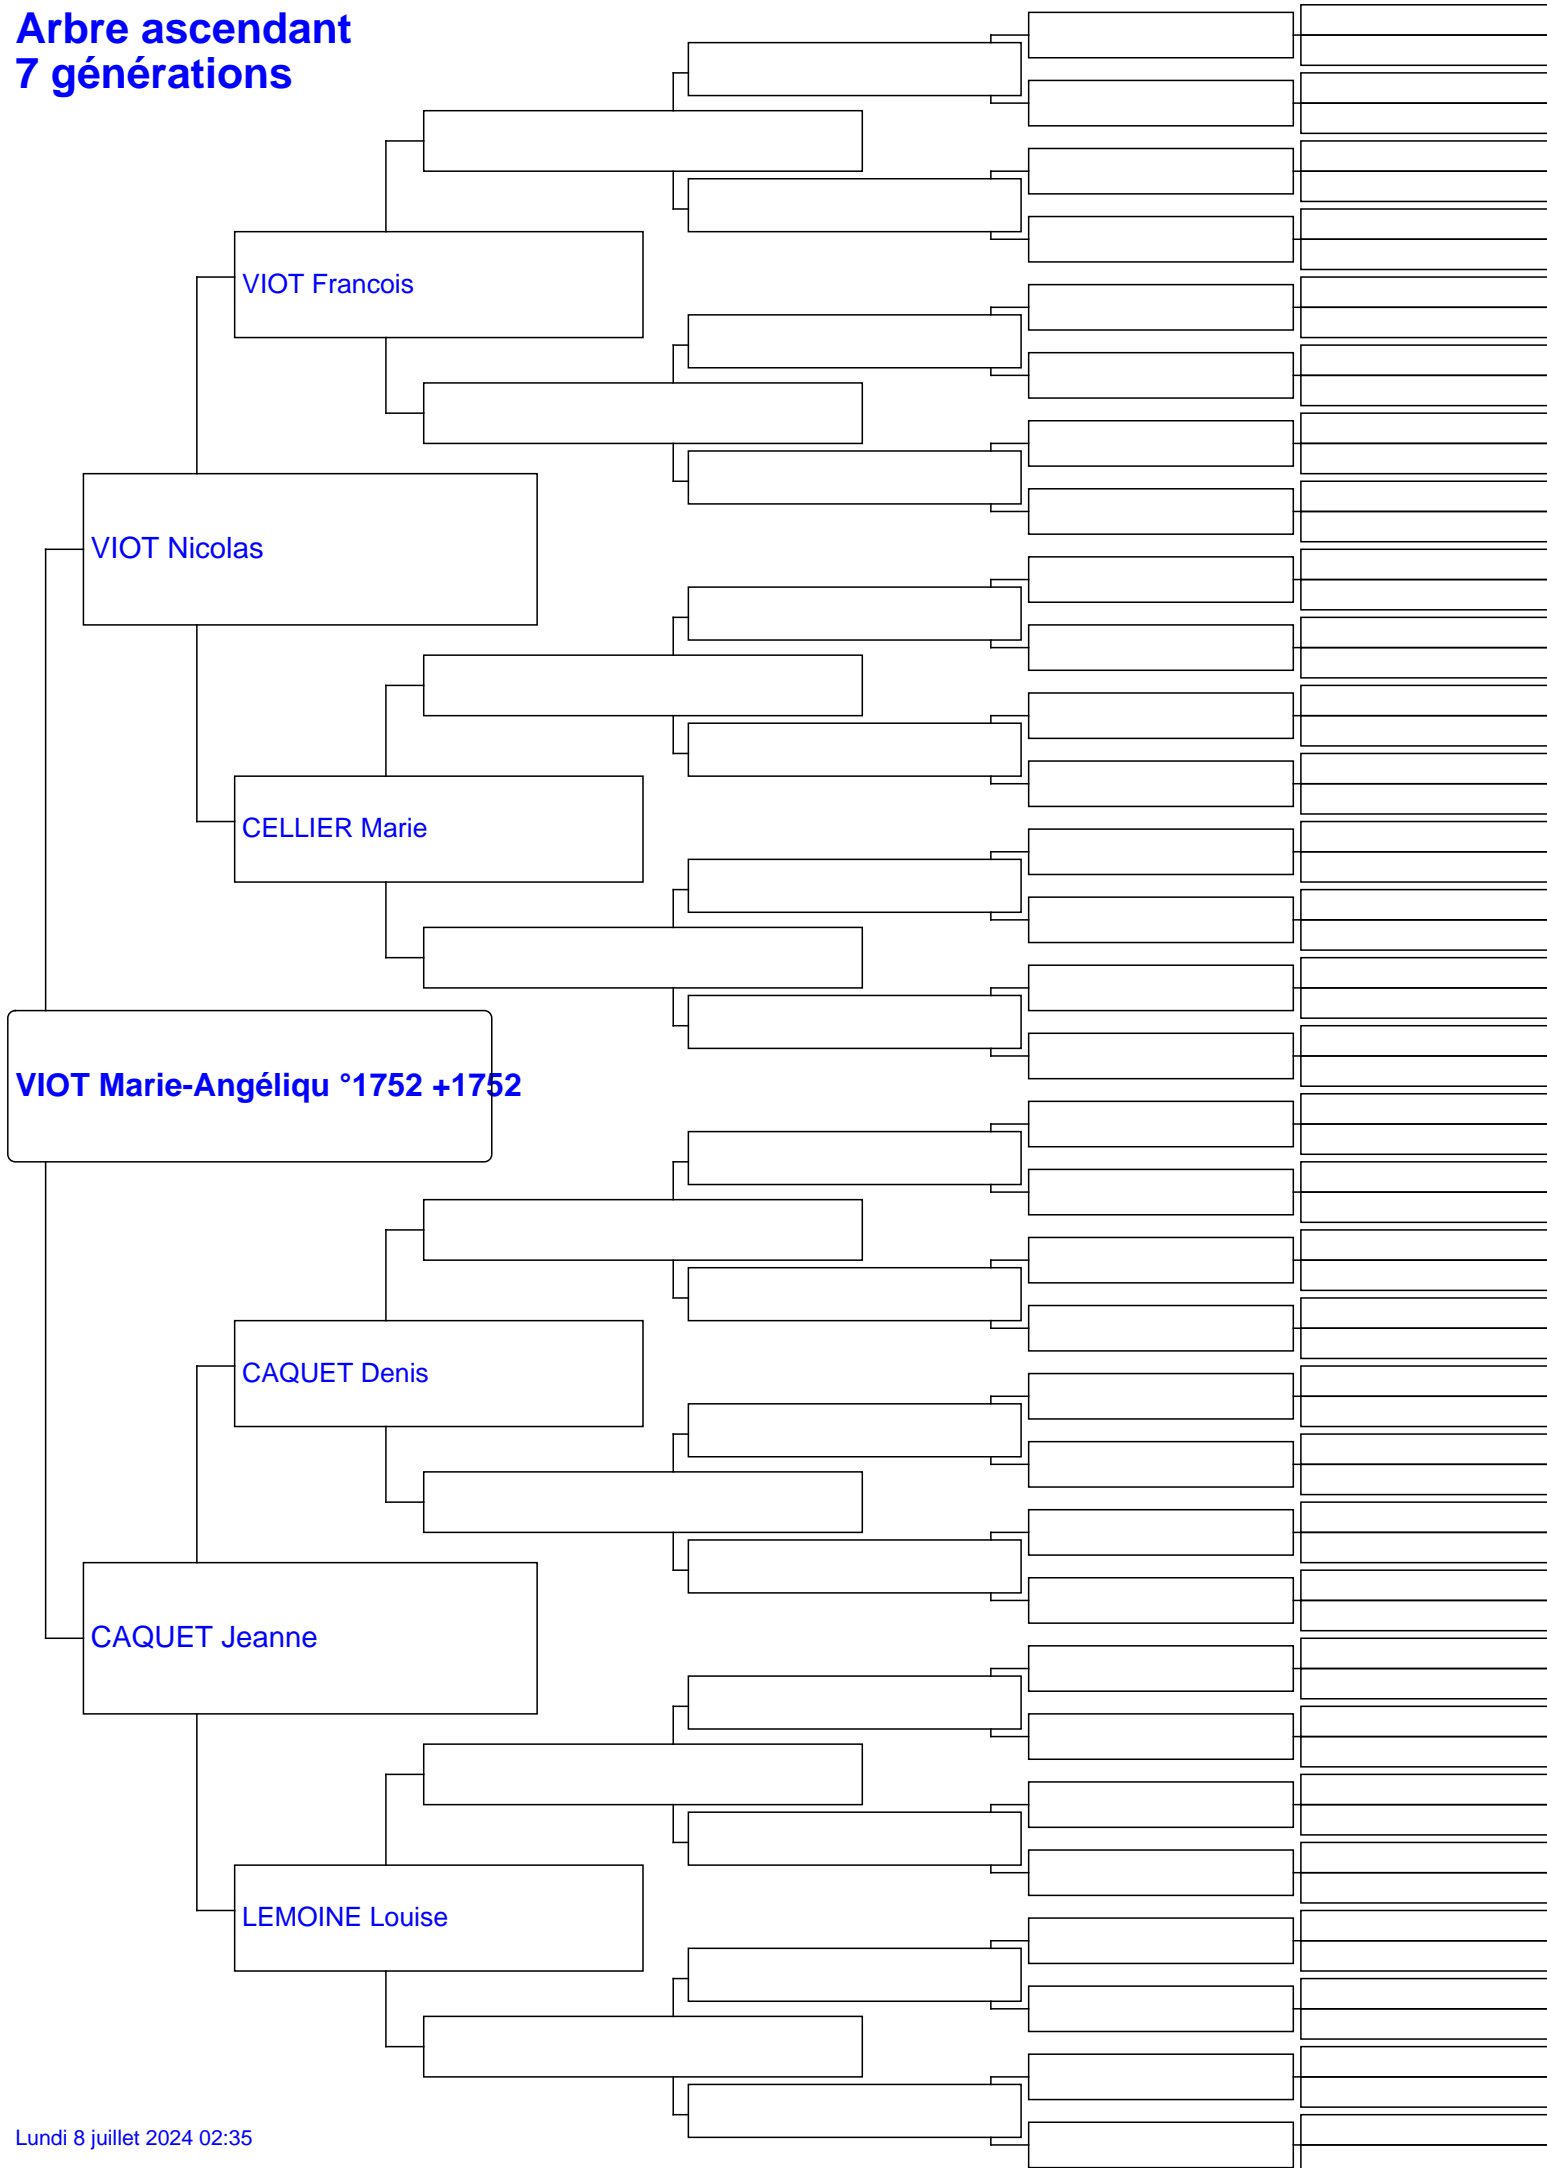 Arbre ascendant
7 générations
VIOT Francois
VIOT Nicolas
CELLIER Marie
VIOT Marie-Angéliqu °1752 +1752
CAQUET Denis
CAQUET Jeanne
LEMOINE Louise
Lundi 8 juillet 2024 02:35